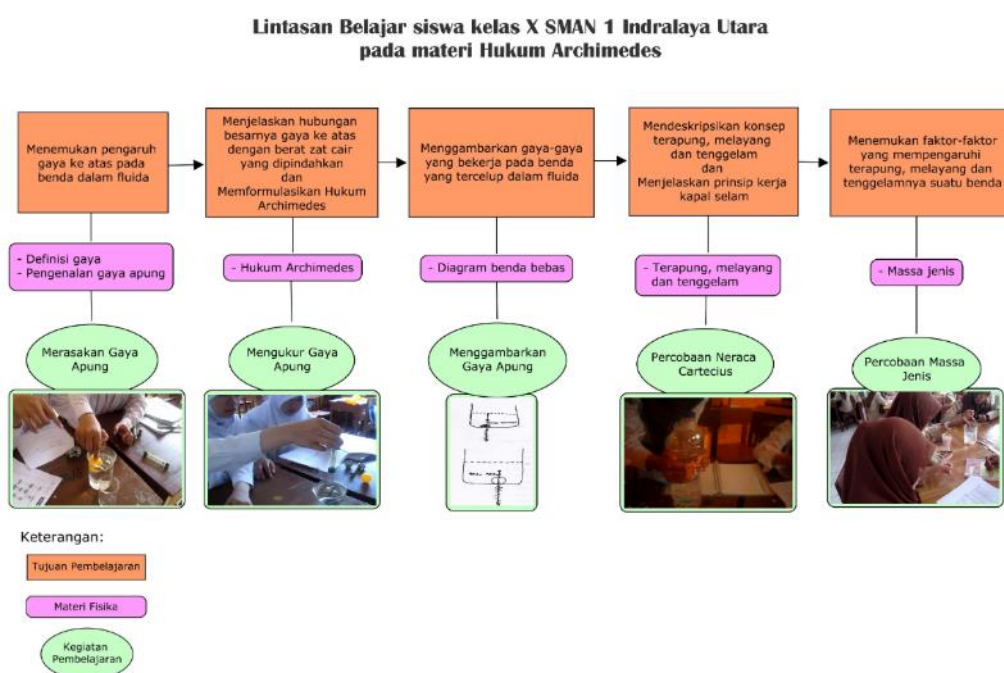 Lintasan Belajar siswa kelas X SMAN 1 Indralaya Utara
pada materi Hukum Archimedes
Menemukan pengaruh
gaya ke atas pada
benda dalam fluida
Menjelaskan hubungan
besarnya gaya ke atas
dengan berat zat cair
yang dipindahkan
dan
Memformulasikan Hukum
Archimedes
Menggambarkan gaya-gaya
yang bekerja pada benda
yang tercelup dalam fluida
Mendeskripsikan konsep
terapung, melayang
dan tenggelam
dan
Menjelaskan prinsip kerja
kapal selam
Menemukan faktor-faktor
yang mempengaruhi
terapung, melayang dan
tenggelamnya suatu benda
- Definisi gaya
- Pengenalan gaya apung
- Hukum Archimedes
- Diagram benda bebas
- Terapung, melayang
dan tenggelam
- Massa jenis
Merasakan Gaya
Apung
Mengukur Gaya
Apung
Menggambarkan
Gaya Apung
Percobaan Neraca
Cartecius
Percobaan Massa
Jenis
Keterangan:
Tujuan Pembelajaran
Materi Fisika
Kegiatan
Pembelajaran